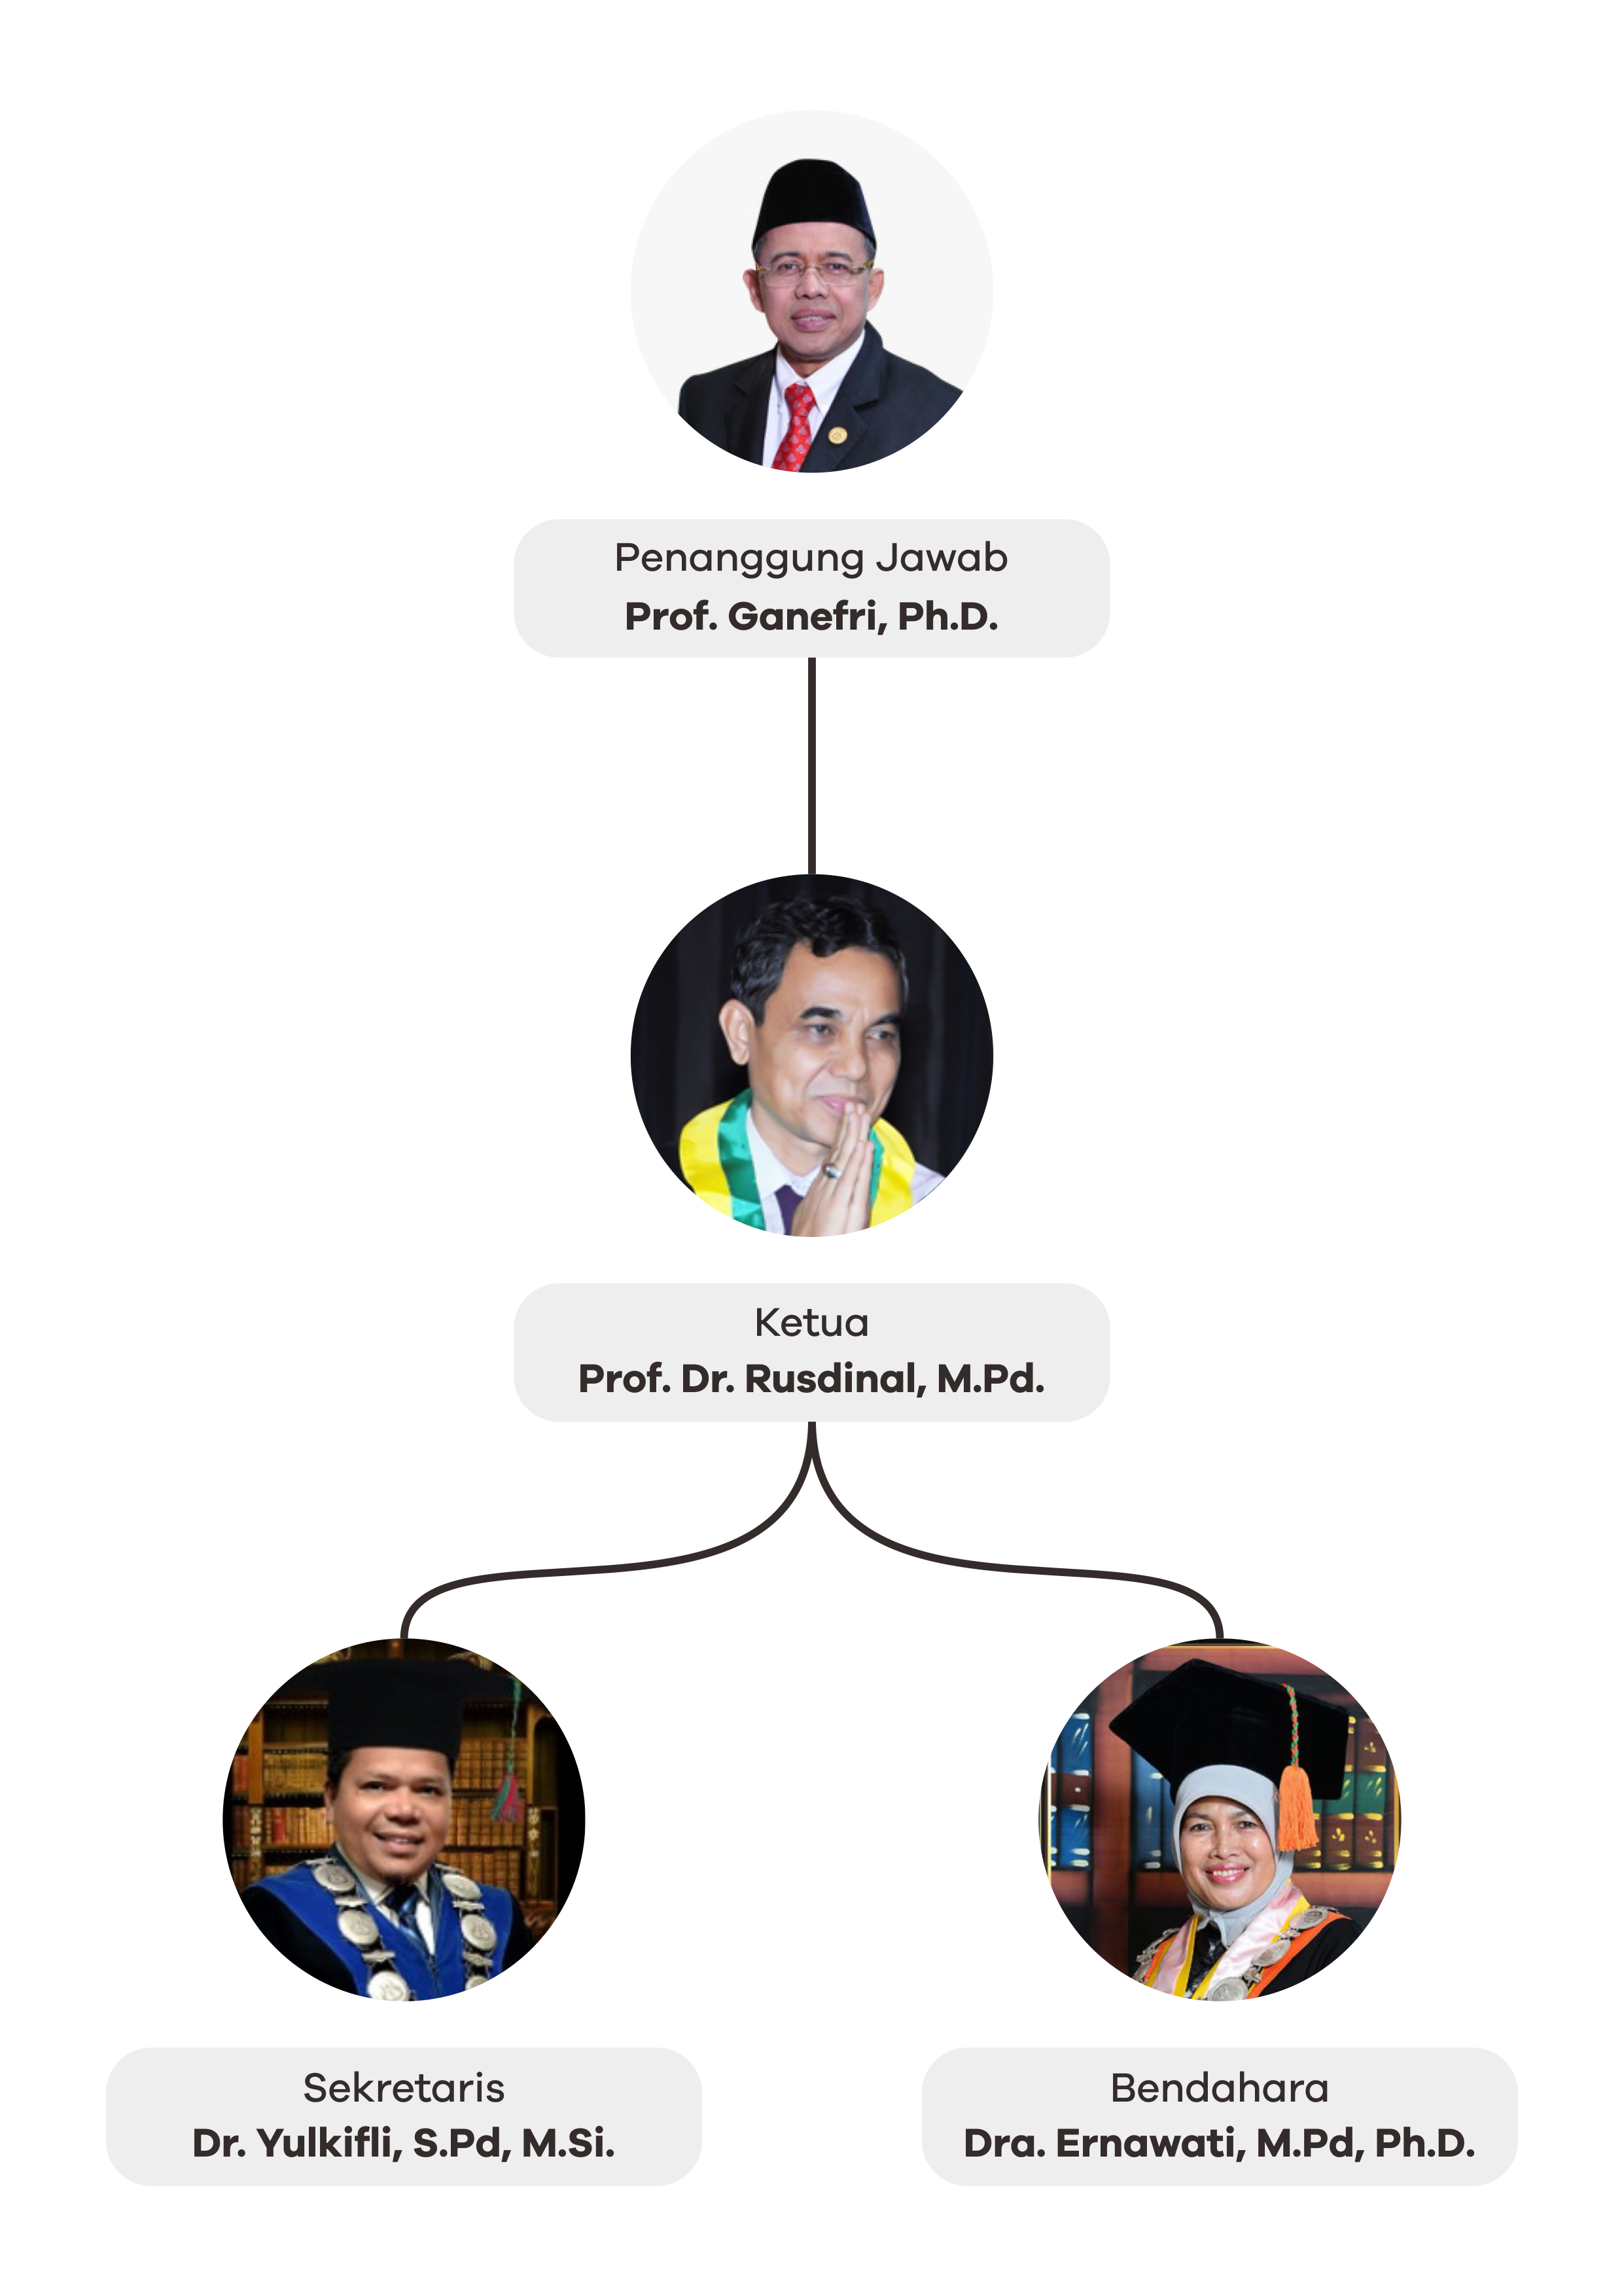 Penanggung Jawab
Prof. Ganefri, Ph.D.
Ketua
Prof. Dr. Rusdinal, M.Pd.
Sekretaris
Dr. Yulkifli, S.Pd, M.Si.
Bendahara
Dra. Ernawati, M.Pd, Ph.D.